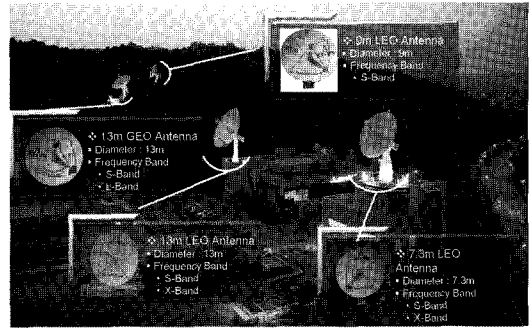 ❖ 9m LEO Antenna
▪ Diameter : 9m
▪ Frequency Band
• S-Band
❖ 13m GEO Antenna
▪ Diameter : 13m
▪ Frequency Band
• S-Band
• L-Band
❖ 13m LEO Antenna
▪ Diameter : 13m
▪ Frequency Band
• S-Band
• X-Band
❖ 7.3m LEO
Antenna
▪ Diameter : 7.3m
▪ Frequency Band
• S-Band
• X-Band